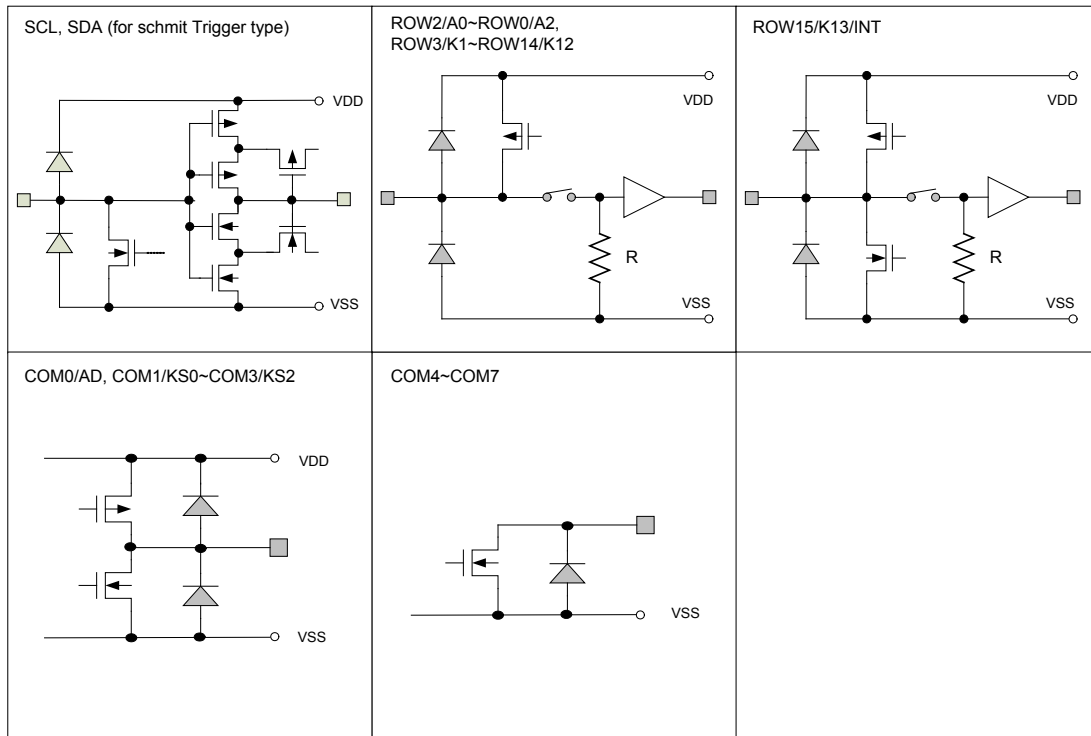 SCL, SDA (for schmit Trigger type)
VDD
VSS
ROW2/A0~ROW0/A2,
ROW3/K1~ROW14/K12
VDD
R
VSS
ROW15/K13/INT
VDD
R
VSS
COM0/AD, COM1/KS0~COM3/KS2
VDD
VSS
COM4~COM7
VSS